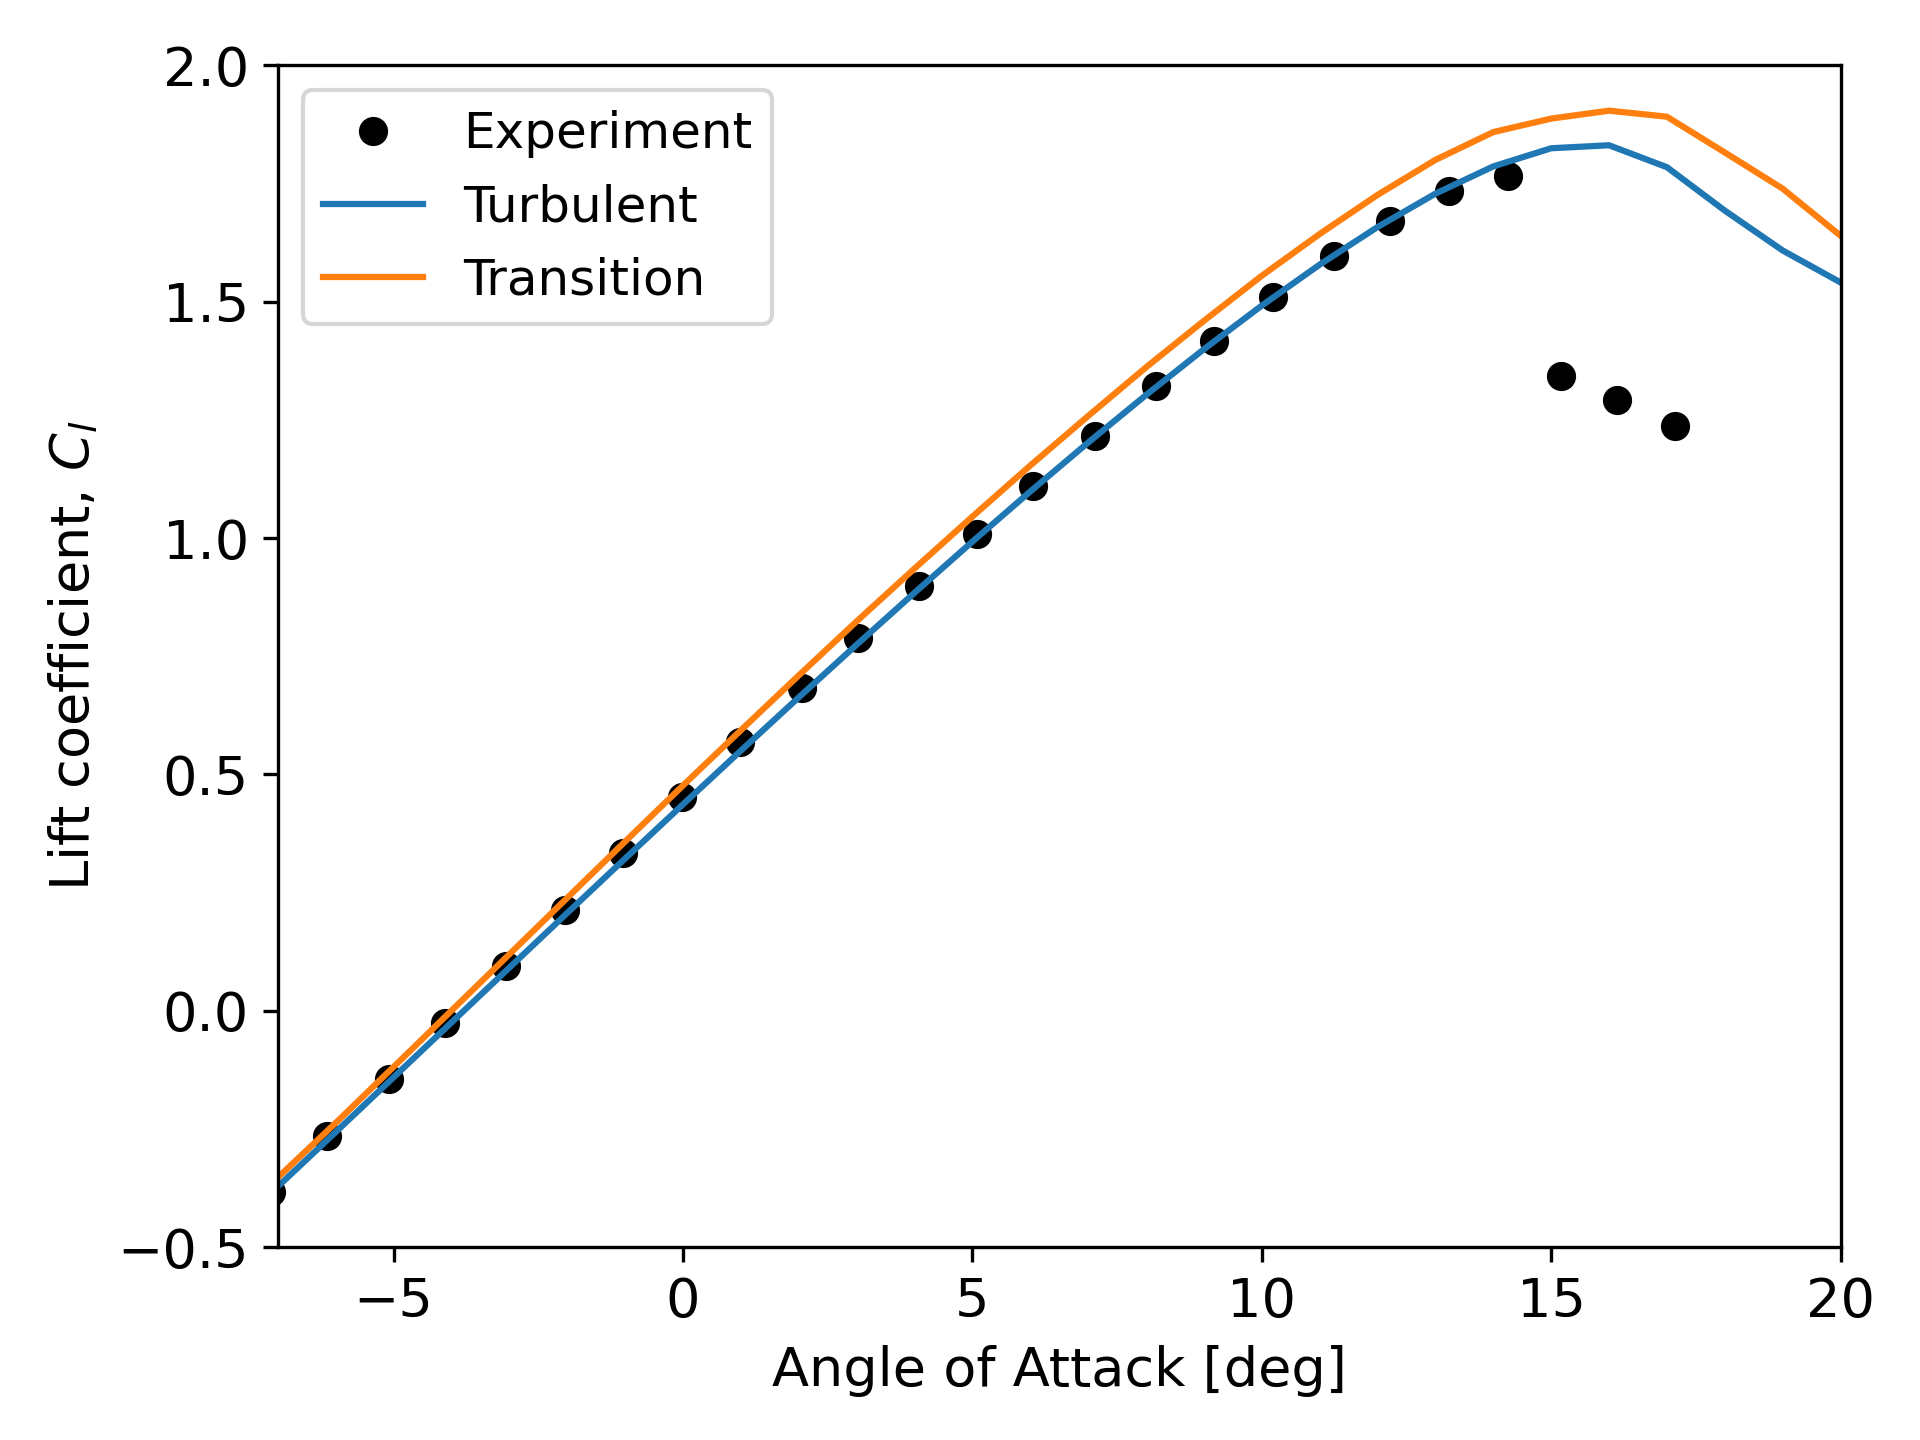 2.0
1.5
1.0
0.5
0.0
−0.5
Lift coefficient, Cl
Experiment
Turbulent
Transition
−5 0 5 10 15 20
Angle of Attack [deg]